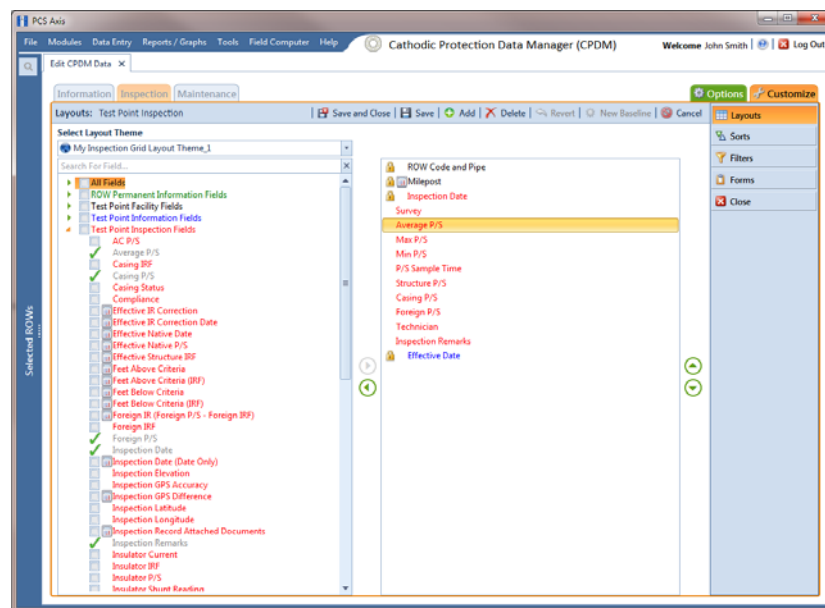 PCS Axis
File Modules Data Entry Reports / Graphs Tools Field Computer Help
Cathodic Protection Data Manager (CPDM)
Welcome John Smith | Log Out
Edit CPDM Data ×
Information Inspection Maintenance
Options Customize
Layouts: Test Point Inspection
| Save and Close | Save | Add | Delete | Revert | New Baseline | Cancel
Select Layout Theme
My Inspection Grid Layout Theme_1
Search For Field...
All Fields
ROW Permanent Information Fields
Test Point Facility Fields
Test Point Information Fields
Test Point Inspection Fields
AC P/S
Average P/S
Casing IRF
Casing P/S
Casing Status
Compliance
Effective IR Correction
Effective IR Correction Date
Effective Native Date
Effective Native P/S
Effective Structure IRF
Feet Above Criteria
Feet Above Criteria (IRF)
Feet Below Criteria
Feet Below Criteria (IRF)
Foreign IR (Foreign P/S - Foreign IRF)
Foreign IRF
Foreign P/S
Inspection Date
Inspection Date (Date Only)
Inspection Elevation
Inspection GPS Accuracy
Inspection GPS Difference
Inspection Latitude
Inspection Longitude
Inspection Record Attached Documents
Inspection Remarks
Insulator Current
Insulator IRF
Insulator P/S
Insulator Shunt Reading
ROW Code and Pipe
Milepost
Inspection Date
Survey
Average P/S
Max P/S
Min P/S
P/S Sample Time
Structure P/S
Casing P/S
Foreign P/S
Technician
Inspection Remarks
Effective Date
Layouts
Sorts
Filters
Forms
Close
Selected ROWs